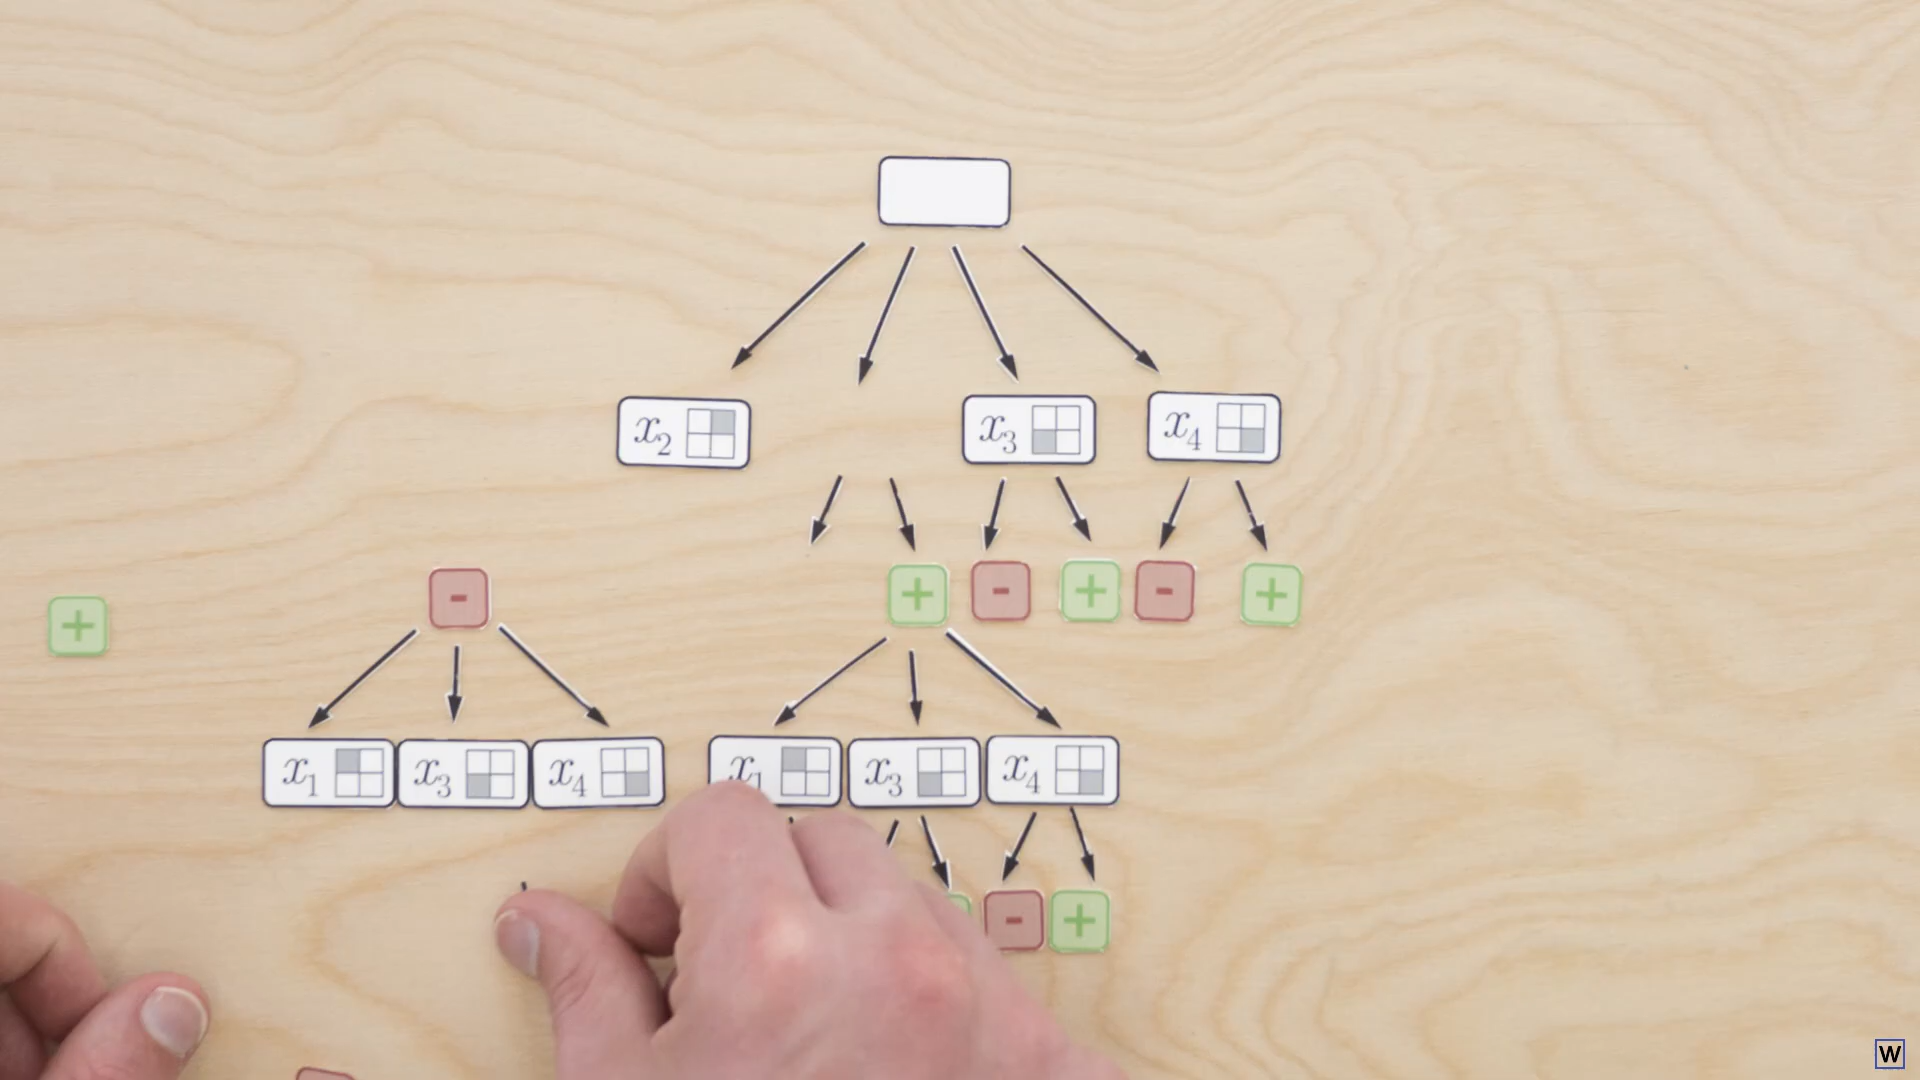 x2 x3 x4
+ - + - + - +
x1 x3 x4 x1 x3 x4
- +
W